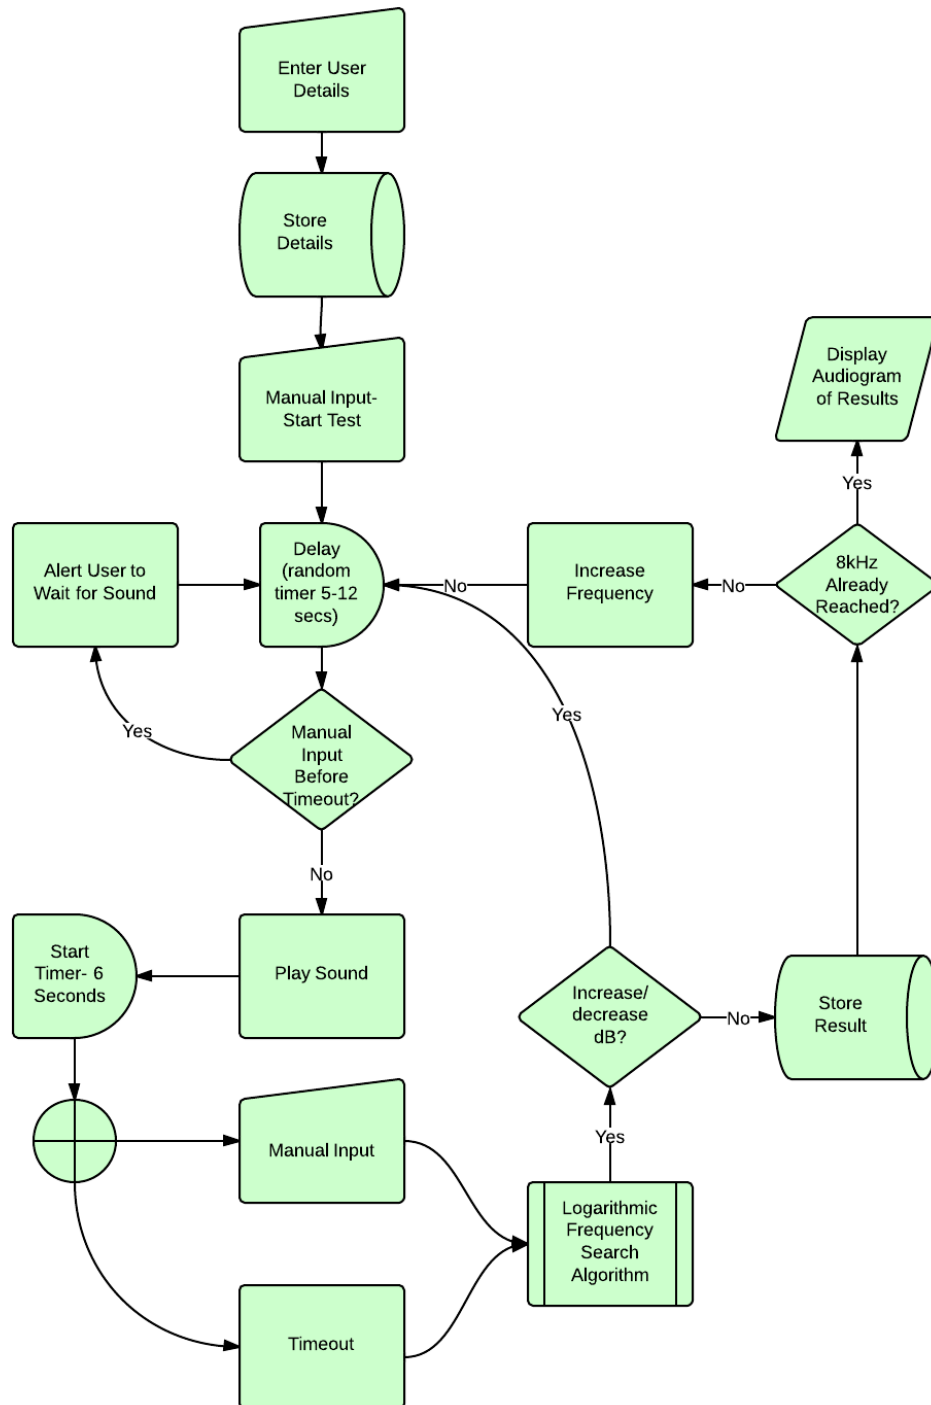 Enter User
Details
Store
Details
Manual Input-
Start Test
Display
Audiogram
of Results
Yes
Alert User to
Wait for Sound
Delay
(random
timer 5-12
secs)
No
Increase
Frequency
No
8kHz
Already
Reached?
Yes
Manual
Input
Before
Timeout?
Yes
No
Start
Timer- 6
Seconds
Play Sound
Increase/
decrease
dB?
No
Store
Result
Manual Input
Yes
Logarithmic
Frequency
Search
Algorithm
Timeout